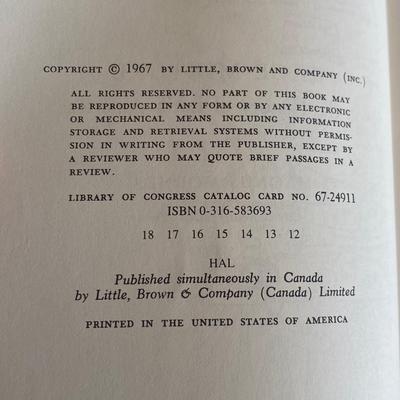 COPYRIGHT © 1967 BY LITTLE, BROWN AND COMPANY (INC.)
ALL RIGHTS RESERVED. NO PART OF THIS BOOK MAY
BE REPRODUCED IN ANY FORM OR BY ANY ELECTRONIC
OR MECHANICAL MEANS INCLUDING INFORMATION
STORAGE AND RETRIEVAL SYSTEMS WITHOUT PERMIS-
SION IN WRITING FROM THE PUBLISHER, EXCEPT BY
A REVIEWER WHO MAY QUOTE BRIEF PASSAGES IN A
REVIEW.
LIBRARY OF CONGRESS CATALOG CARD NO. 67-24911
ISBN 0-316-583693
18 17 16 15 14 13 12
HAL
Published simultaneously in Canada
by Little, Brown & Company (Canada) Limited
PRINTED IN THE UNITED STATES OF AMERICA